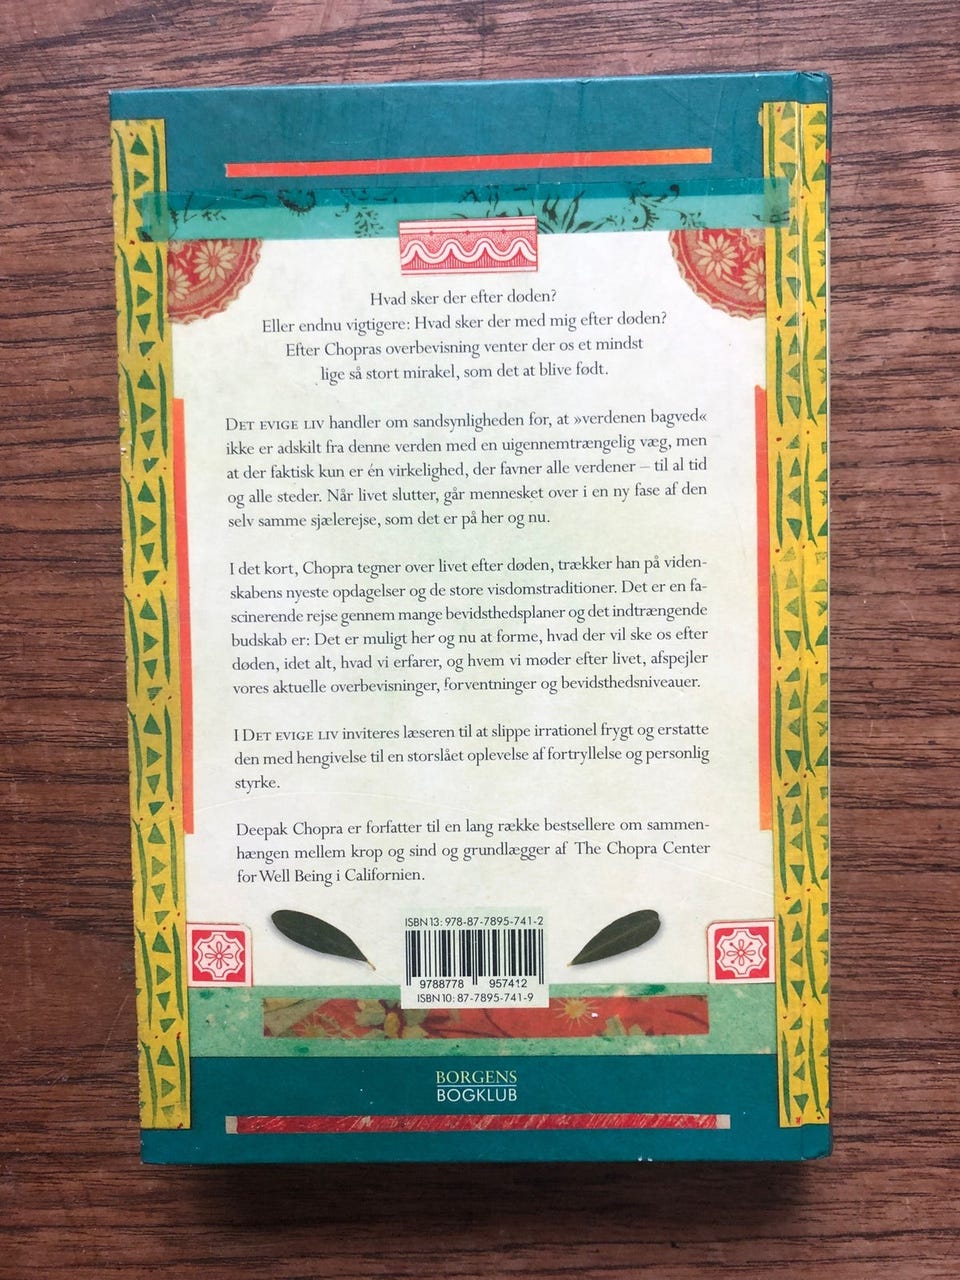 Hvad sker der efter døden?
Eller endnu vigtigere: Hvad sker der med mig efter døden?
Efter Chopras overbevisning venter der os et mindst
lige så stort mirakel, som det at blive født.
DET EVIGE LIV handler om sandsynligheden for, at »verdenen bagved«
ikke er adskilt fra denne verden med en uigennemtrængelig væg, men
at der faktisk kun er én virkelighed, der favner alle verdener – til al tid
og alle steder. Når livet slutter, går mennesket over i en ny fase af den
selv samme sjælerejse, som det er på her og nu.
I det kort, Chopra tegner over livet efter døden, trækker han på viden-
skabens nyeste opdagelser og de store visdomstraditioner. Det er en fa-
scinerende rejse gennem mange bevidsthedsplaner og det indtrængende
budskab er: Det er muligt her og nu at forme, hvad der vil ske os efter
døden, idet alt, hvad vi erfarer, og hvem vi møder efter livet, afspejler
vores aktuelle overbevisninger, forventninger og bevidsthedsniveauer.
I DET EVIGE LIV inviteres læseren til at slippe irrationel frygt og erstatte
den med hengivelse til en storslået oplevelse af fortryllelse og personlig
styrke.
Deepak Chopra er forfatter til en lang række bestsellere om sammen-
hængen mellem krop og sind og grundlægger af The Chopra Center
for Well Being i Californien.
ISBN 13: 978-87-7895-741-2
9788778 957412
ISBN 10: 87-7895-741-9
BORGENS
BOGKLUB